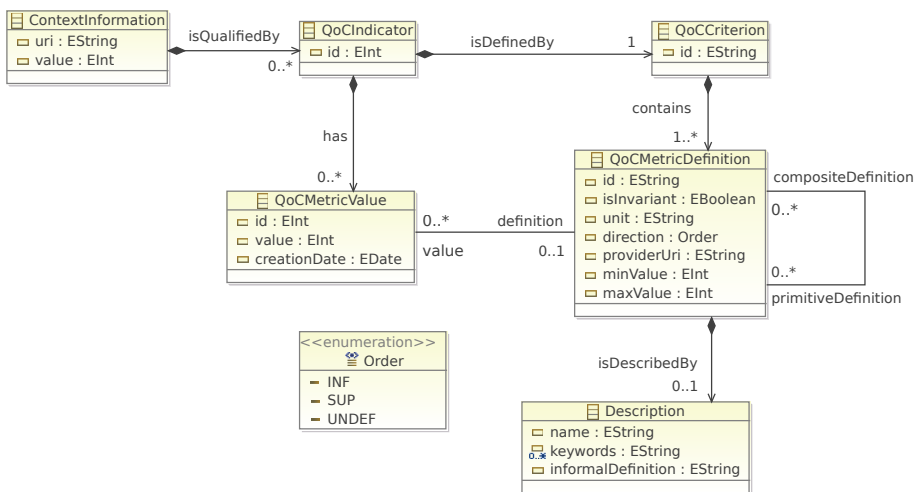 ContextInformation
uri : EString
value : EInt
isQualifiedBy
0..*
QoCIndicator
id : EInt
isDefinedBy
1
QoCCriterion
id : EString
has
0..*
contains
1..*
QoCMetricValue
id : EInt
value : EInt
creationDate : EDate
0..*
value
definition
0..1
QoCMetricDefinition
id : EString
isInvariant : EBoolean
unit : EString
direction : Order
providerUri : EString
minValue : EInt
maxValue : EInt
compositeDefinition
0..*
0..*
primitiveDefinition
<<enumeration>>
Order
INF
SUP
UNDEF
isDescribedBy
0..1
Description
name : EString
0..*
keywords : EString
informalDefinition : EString